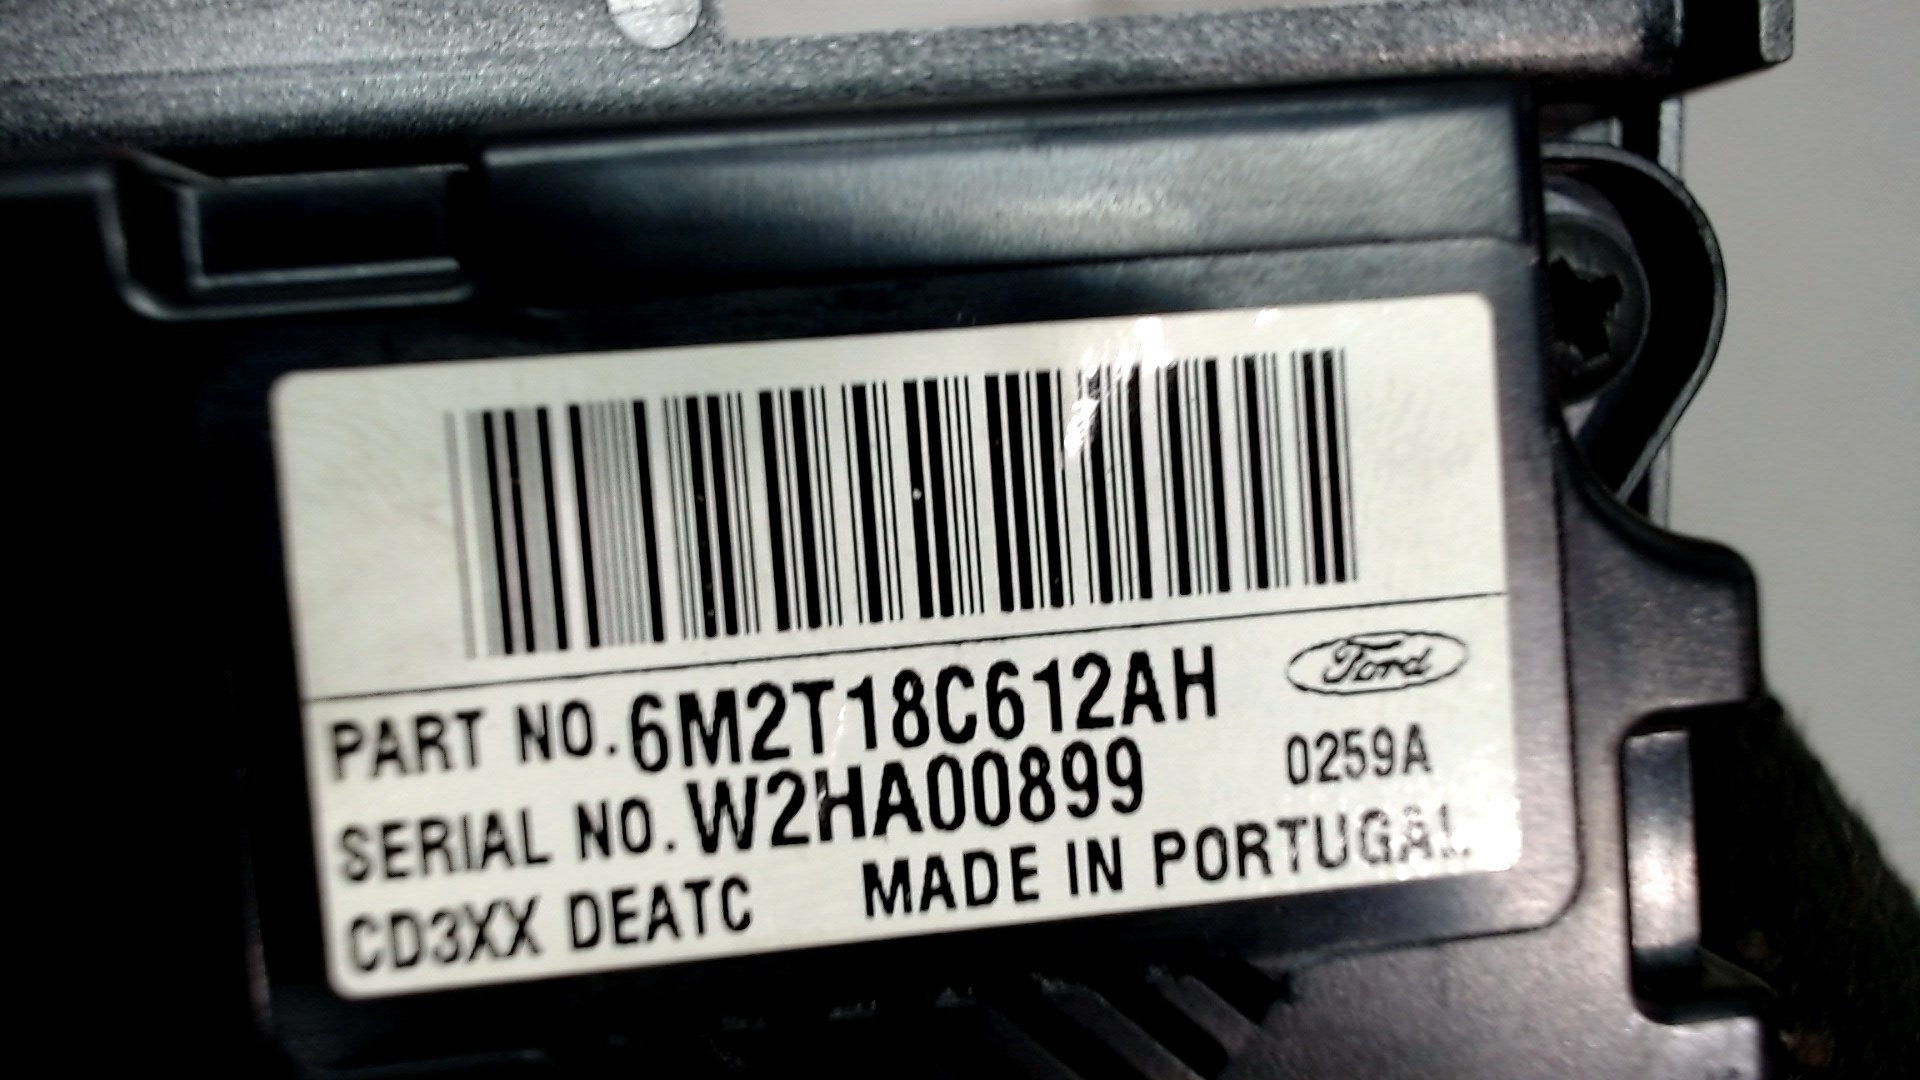 PART NO. 6M2T18C612AH Ford
SERIAL NO. W2HA00899 0259A
CD3XX DEATC MADE IN PORTUGAL